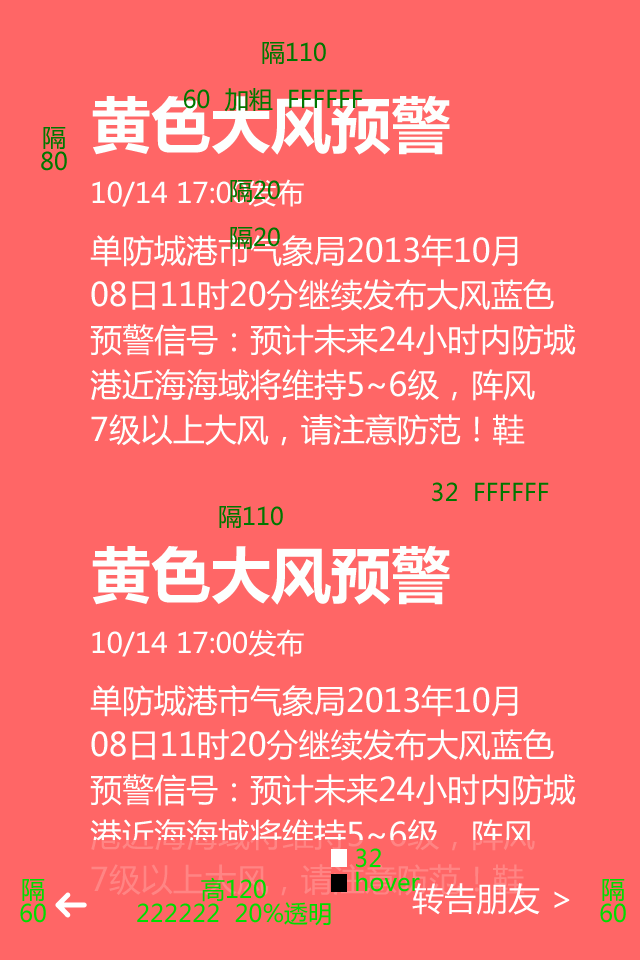 隔110
60 加粗 FFFFFF
黄色大风预警
隔
80
10/14 17:00发布
隔20
隔20
单防城港市气象局2013年10月
08日11时20分继续发布大风蓝色
预警信号：预计未来24小时内防城
港近海海域将维持5~6级，阵风
7级以上大风，请注意防范！鞋
32 FFFFFF
隔110
黄色大风预警
10/14 17:00发布
单防城港市气象局2013年10月
08日11时20分继续发布大风蓝色
预警信号：预计未来24小时内防城
港近海海域将维持5~6级，阵风
7级以上大风，请注意防范！鞋
32
hover
隔
60
高120
222222 20%透明
转告朋友 >
隔
60